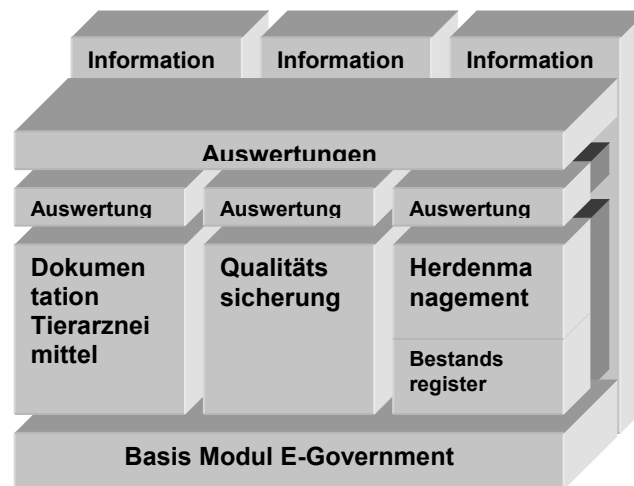 Information Information Information
Auswertungen
Auswertung Auswertung Auswertung
Dokumen
tation
Tierarznei
mittel
Qualitäts
sicherung
Herdenma
nagement
Bestands
register
Basis Modul E-Government